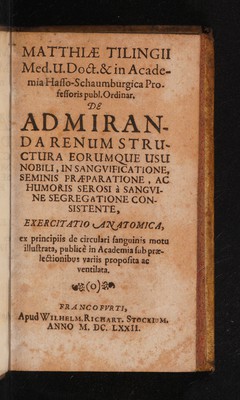 MATTHIÆ TILINGII
Med. U. Doct. & in Acade-
mia Hasso-Schaumburgica Pro-
fessoris publ. Ordinar.
DE
ADMIRAN-
DA RENUM STRU-
CTURA EORUMQUE USU
NOBILI, IN SANGVIFICATIONE,
SEMINIS PRÆPARATIONE, AC
HUMORIS SEROSI à SANGVI-
NE SEGREGATIONE CON-
SISTENTE,
EXERCITATIO ANATOMICA,
ex principiis de circulari sanguinis motu
illustrata, publicè in Academia sub præ-
lectionibus variis proposita ac
ventilata.
(o)
FRANCOFURTI,
Apud WILHELM. RICHART. STOCKIUM.
ANNO M. DC. LXXII.